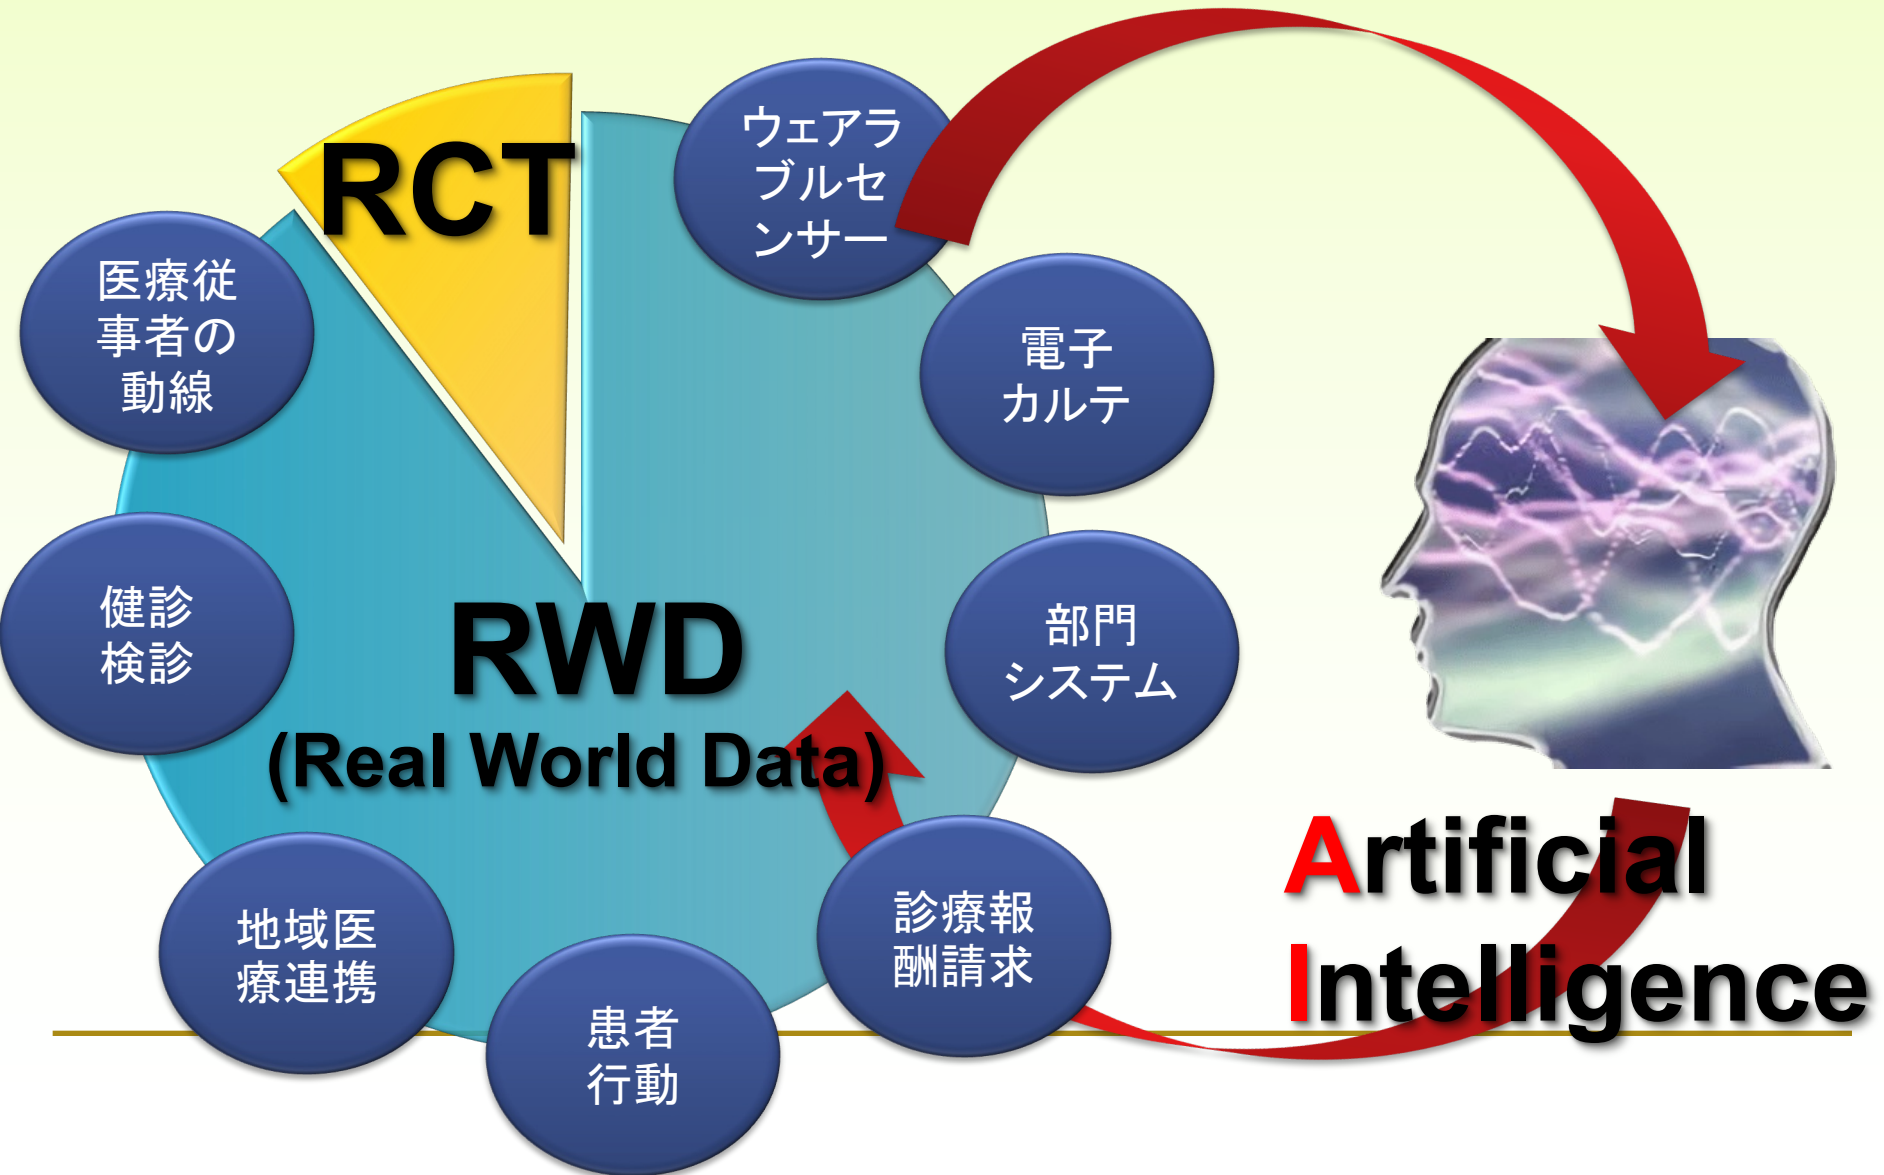 RCT
ウェアラ
ブルセ
ンサー
医療従
事者の
動線
電子
カルテ
健診
検診
RWD
(Real World Data)
部門
システム
地域医
療連携
患者
行動
診療報
酬請求
Artificial
Intelligence